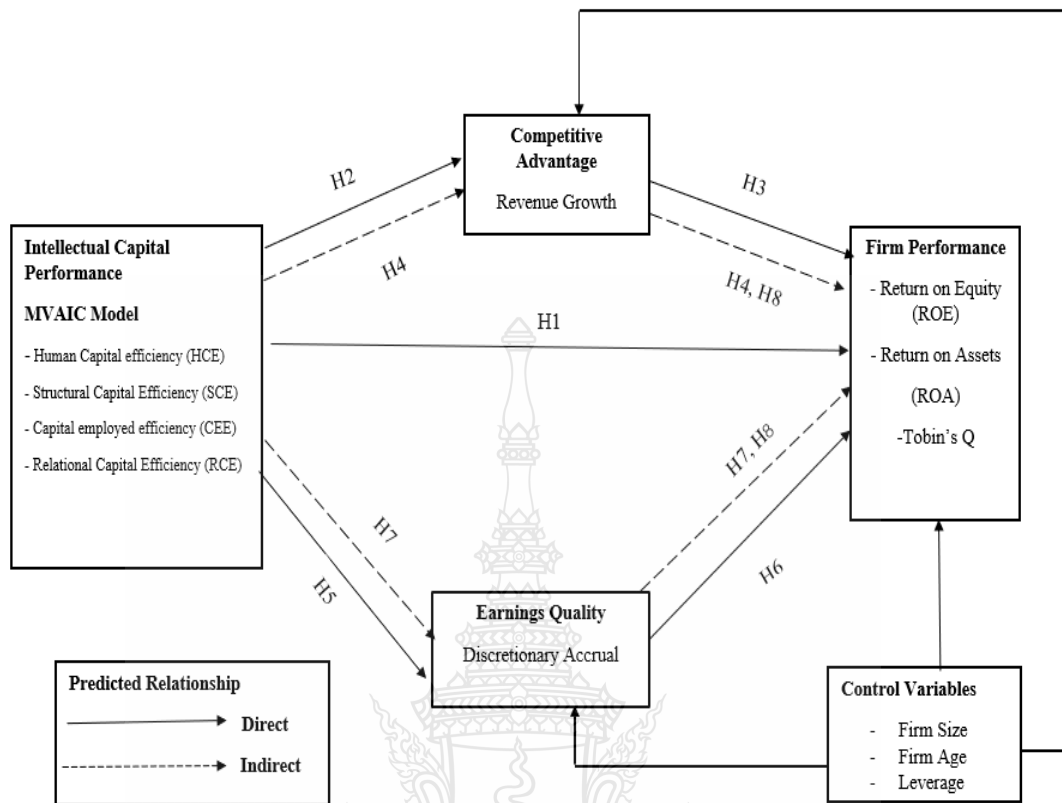 Competitive
Advantage
Revenue Growth
H2
H4
H3
H4, H8
Intellectual Capital
Performance
MVAIC Model
- Human Capital efficiency (HCE)
- Structural Capital Efficiency (SCE)
- Capital employed efficiency (CEE)
- Relational Capital Efficiency (RCE)
H1
Firm Performance
- Return on Equity
(ROE)
- Return on Assets
(ROA)
-Tobin's Q
H7
H5
H7, H8
H6
Earnings Quality
Discretionary Accrual
Predicted Relationship
Direct
Indirect
Control Variables
- Firm Size
- Firm Age
- Leverage